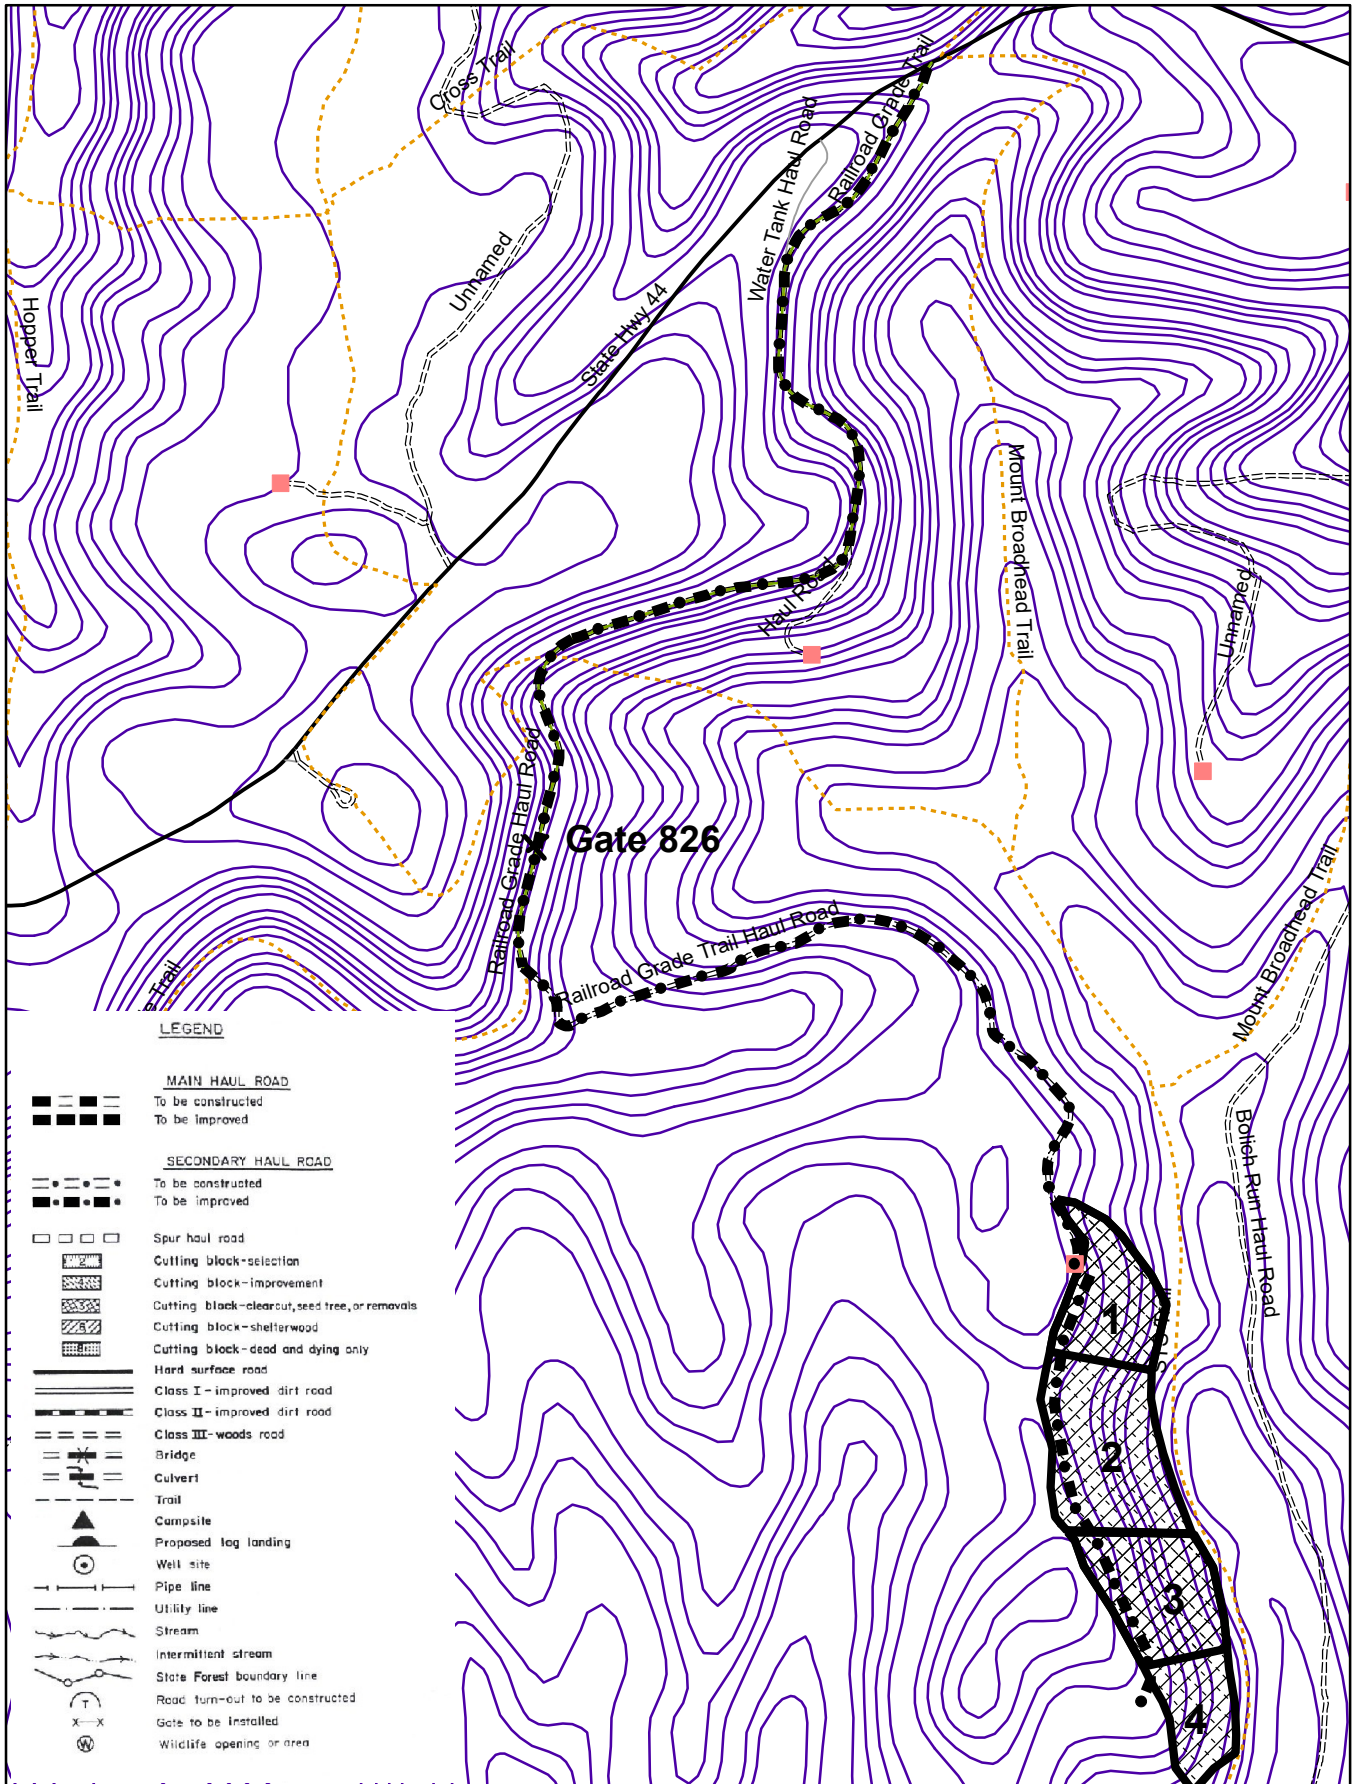 Cross Trail
Railroad Grade Trail
Water Tank Haul Road
Unnamed
State Hwy 44
Hopper Trail
Mount Broadhead Trail
Haul Road
Unnamed
Railroad Grade Haul Road
Gate 826
Mount Broadhead Trail
Railroad Grade Trail Haul Road
e Trail
Bolich Run Haul Road
1
2
3
4
LEGEND
MAIN HAUL ROAD
To be constructed
To be improved
SECONDARY HAUL ROAD
To be constructed
To be improved
Spur haul road
2 Cutting block-selection
4 Cutting block-improvement
3 Cutting block-clearcut, seed tree, or removals
5 Cutting block-shelterwood
Cutting block-dead and dying only
Hard surface road
Class I-improved dirt road
Class II-improved dirt road
Class III-woods road
Bridge
Culvert
Trail
Campsite
Proposed log landing
Well site
Pipe line
Utility line
Stream
Intermittent stream
State Forest boundary line
T Road turn-out to be constructed
X—X Gate to be installed
W Wildlife opening or area